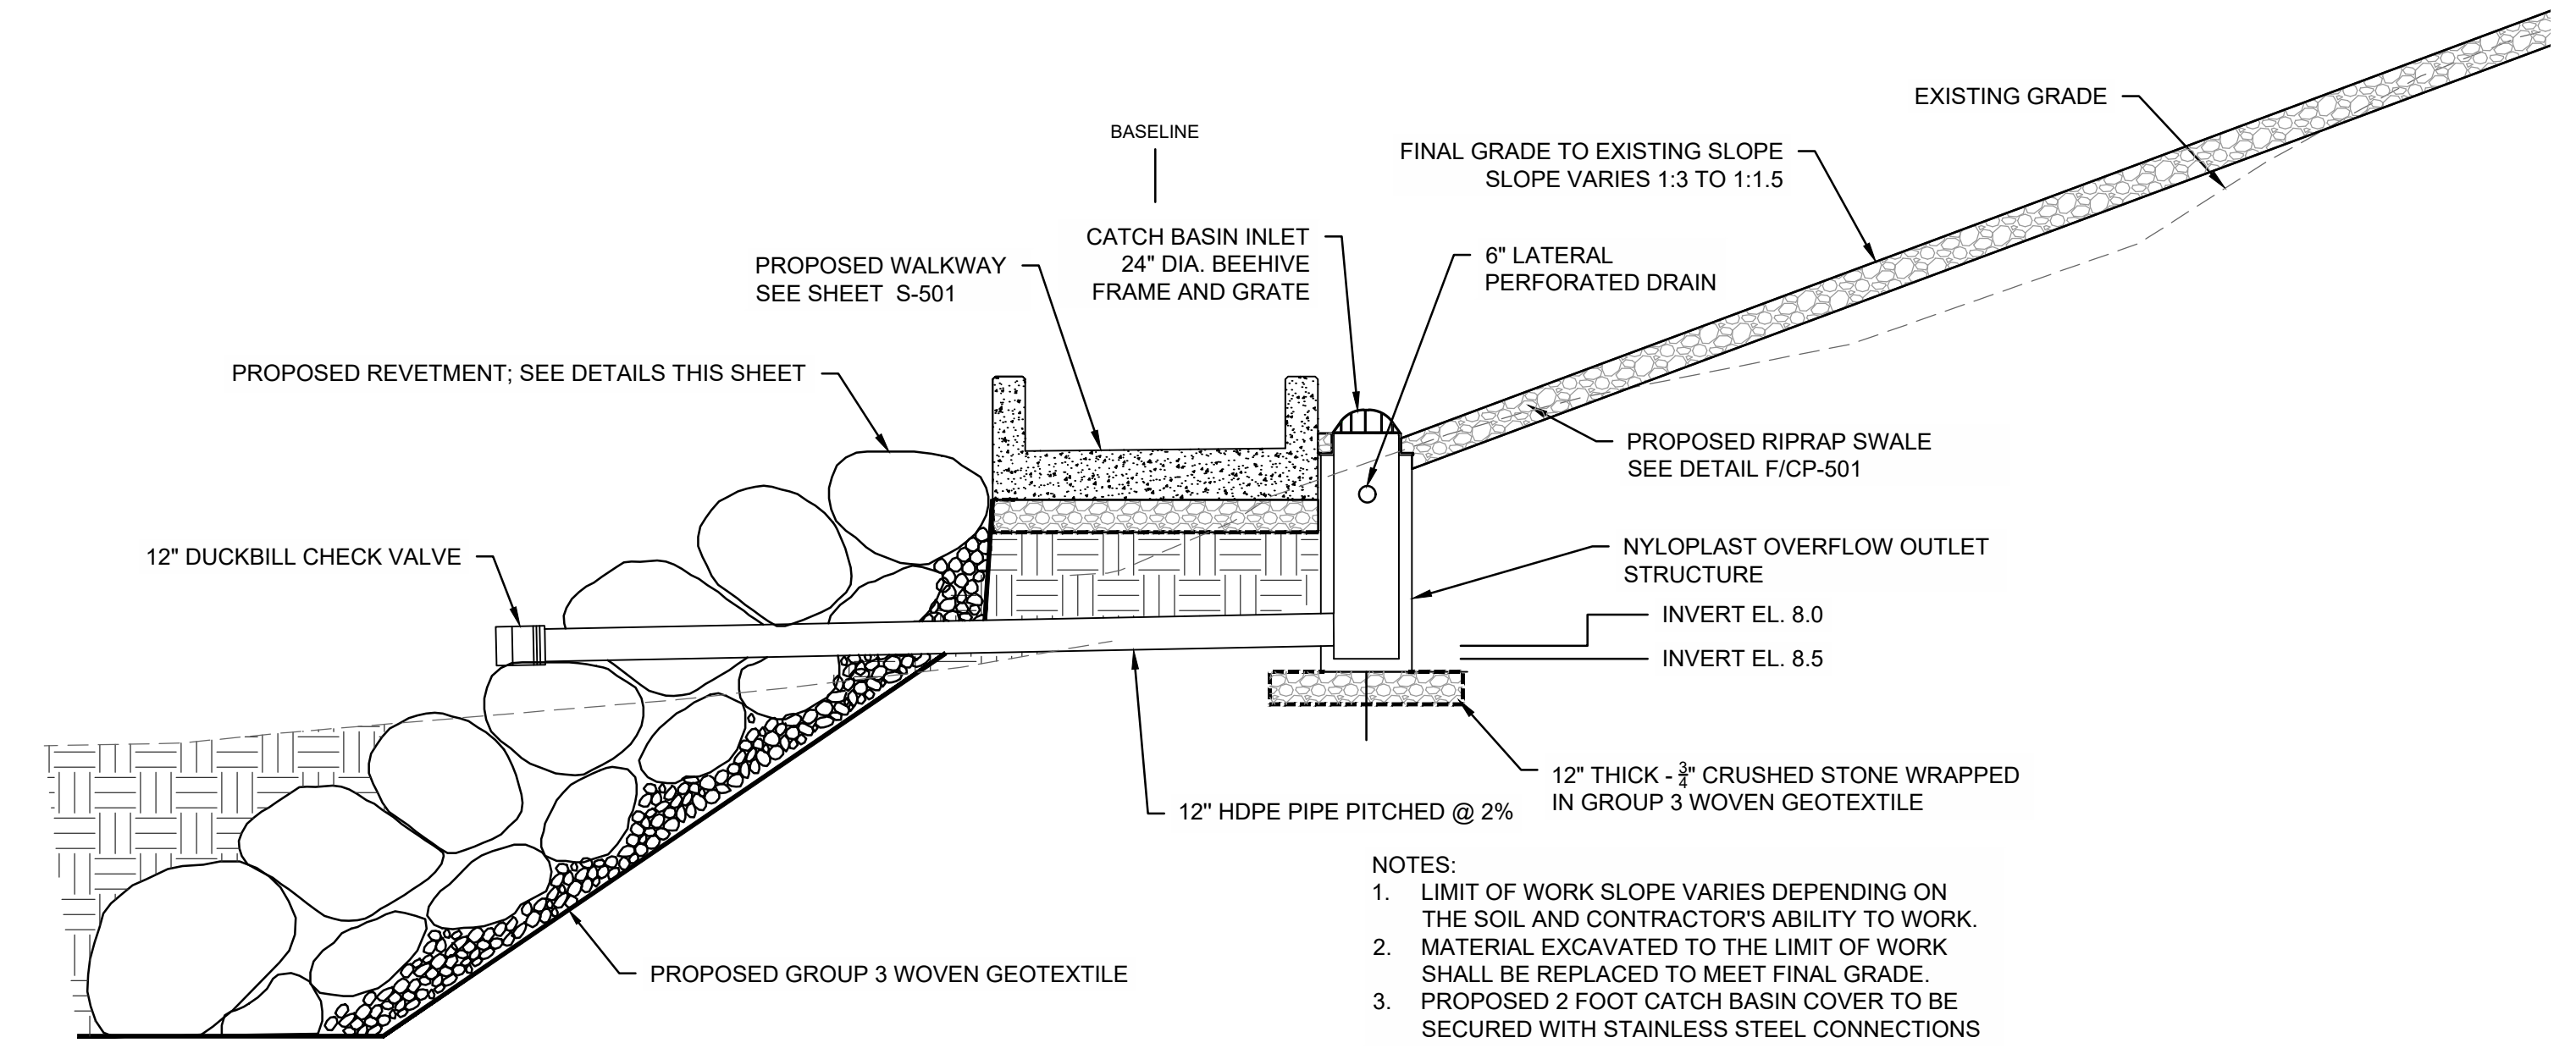 EXISTING GRADE
BASELINE
FINAL GRADE TO EXISTING SLOPE
SLOPE VARIES 1:3 TO 1:1.5
CATCH BASIN INLET
24" DIA. BEEHIVE
FRAME AND GRATE
6" LATERAL
PERFORATED DRAIN
PROPOSED WALKWAY
SEE SHEET S-501
PROPOSED REVETMENT; SEE DETAILS THIS SHEET
PROPOSED RIPRAP SWALE
SEE DETAIL F/CP-501
12" DUCKBILL CHECK VALVE
NYLOPLAST OVERFLOW OUTLET
STRUCTURE
INVERT EL. 8.0
INVERT EL. 8.5
12" THICK - 3/4" CRUSHED STONE WRAPPED
IN GROUP 3 WOVEN GEOTEXTILE
12" HDPE PIPE PITCHED @ 2%
PROPOSED GROUP 3 WOVEN GEOTEXTILE
NOTES:
1. LIMIT OF WORK SLOPE VARIES DEPENDING ON
THE SOIL AND CONTRACTOR'S ABILITY TO WORK.
2. MATERIAL EXCAVATED TO THE LIMIT OF WORK
SHALL BE REPLACED TO MEET FINAL GRADE.
3. PROPOSED 2 FOOT CATCH BASIN COVER TO BE
SECURED WITH STAINLESS STEEL CONNECTIONS